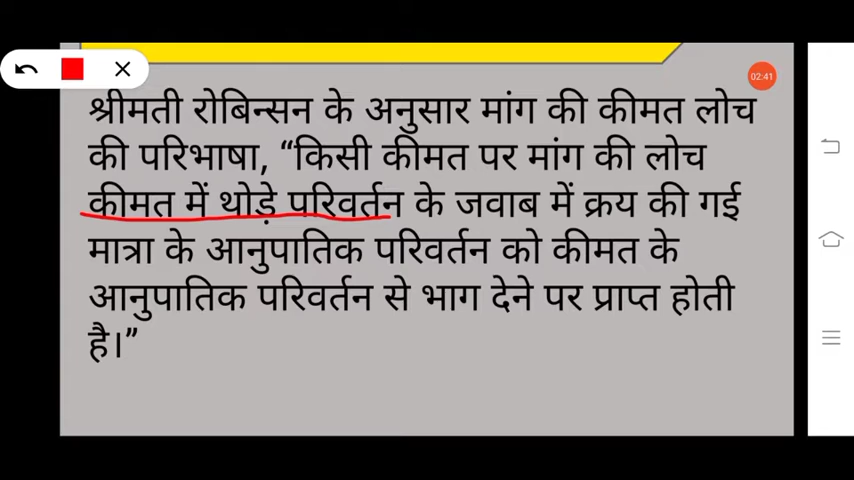 02:41
श्रीमती रोबिन्सन के अनुसार मांग की कीमत लोच
की परिभाषा, “किसी कीमत पर मांग की लोच
कीमत में थोड़े परिवर्तन के जवाब में क्रय की गई
मात्रा के आनुपातिक परिवर्तन को कीमत के
आनुपातिक परिवर्तन से भाग देने पर प्राप्त होती
है।”